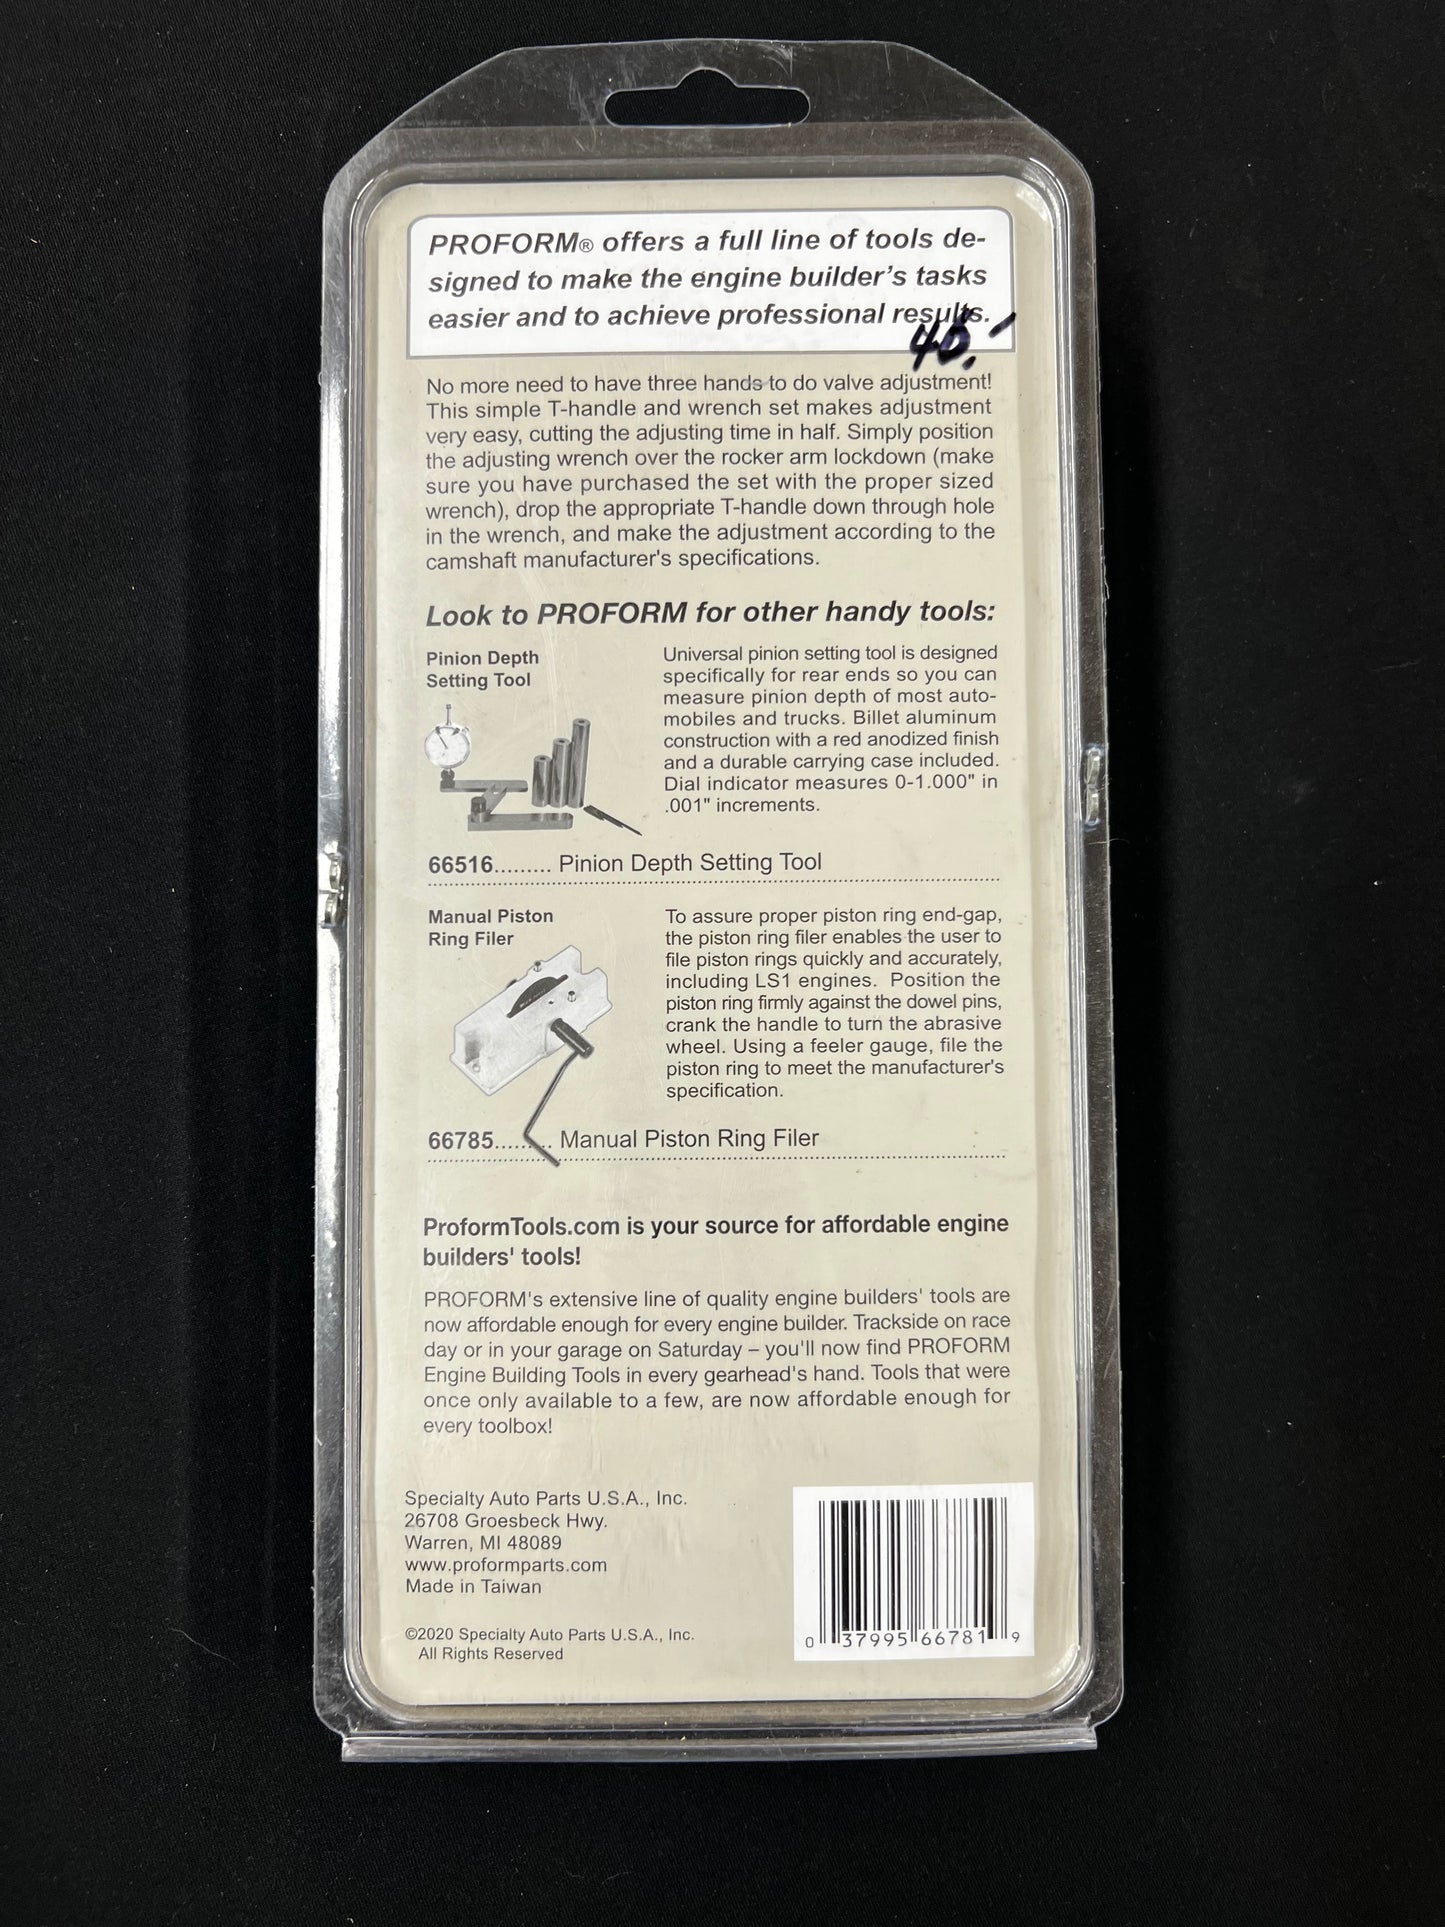 PROFORM® offers a full line of tools de-
signed to make the engine builder's tasks
easier and to achieve professional results.
No more need to have three hands to do valve adjustment!
This simple T-handle and wrench set makes adjustment
very easy, cutting the adjusting time in half. Simply position
the adjusting wrench over the rocker arm lockdown (make
sure you have purchased the set with the proper sized
wrench), drop the appropriate T-handle down through hole
in the wrench, and make the adjustment according to the
camshaft manufacturer's specifications.
Look to PROFORM for other handy tools:
Pinion Depth
Setting Tool
Universal pinion setting tool is designed
specifically for rear ends so you can
measure pinion depth of most auto-
mobiles and trucks. Billet aluminum
construction with a red anodized finish
and a durable carrying case included.
Dial indicator measures 0-1.000" in
.001" increments.
66516......... Pinion Depth Setting Tool
Manual Piston
Ring Filer
To assure proper piston ring end-gap,
the piston ring filer enables the user to
file piston rings quickly and accurately,
including LS1 engines. Position the
piston ring firmly against the dowel pins,
crank the handle to turn the abrasive
wheel. Using a feeler gauge, file the
piston ring to meet the manufacturer's
specification.
66785......... Manual Piston Ring Filer
ProformTools.com is your source for affordable engine
builders' tools!
PROFORM's extensive line of quality engine builders' tools are
now affordable enough for every engine builder. Trackside on race
day or in your garage on Saturday – you'll now find PROFORM
Engine Building Tools in every gearhead's hand. Tools that were
once only available to a few, are now affordable enough for
every toolbox!
Specialty Auto Parts U.S.A., Inc.
26708 Groesbeck Hwy.
Warren, MI 48089
www.proformparts.com
Made in Taiwan
©2020 Specialty Auto Parts U.S.A., Inc.
All Rights Reserved
0 37995 66781 9